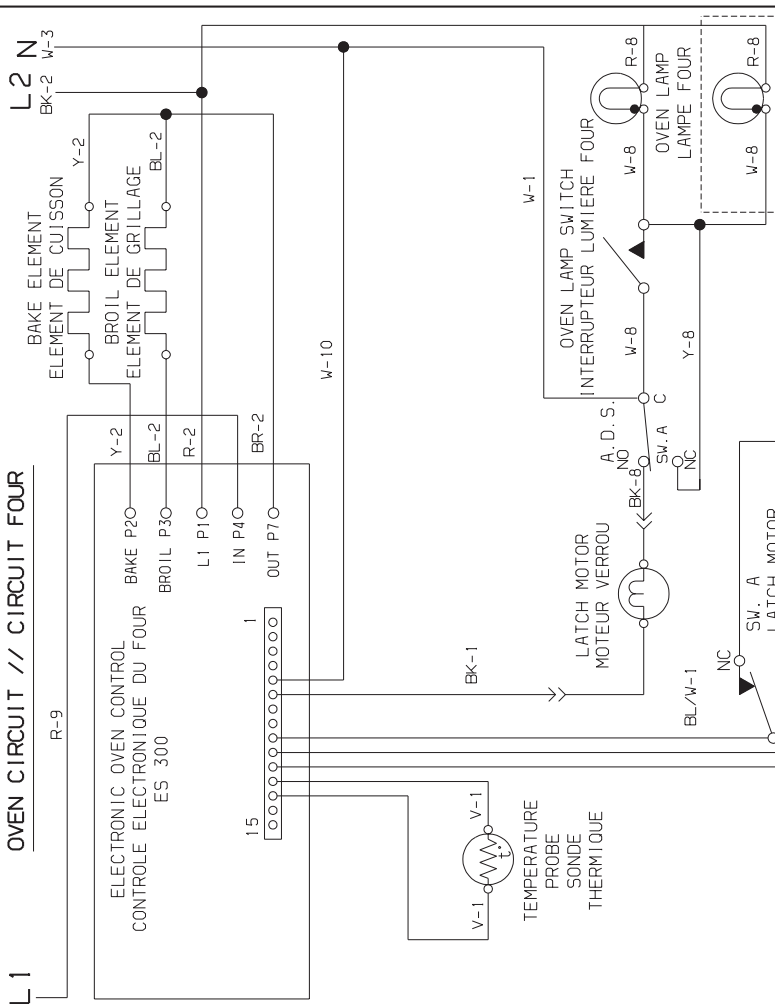 OVEN CIRCUIT // CIRCUIT FOUR
L1
R-9
L2
BK-2
N
W-3
BAKE ELEMENT
ELEMENT DE CUISSON
Y-2
BROIL ELEMENT
ELEMENT DE GRILLAGE
BL-2
Y-2
BL-2
R-2
BR-2
W-10
BAKE P2
BROIL P3
L1 P1
IN P4
OUT P7
ELECTRONIC OVEN CONTROL
CONTROLE ELECTRONIQUE DU FOUR
ES 300
15
1
W-1
OVEN LAMP SWITCH
INTERRUPTEUR LUMIERE FOUR
W-8
W-8
R-8
OVEN LAMP
LAMPE FOUR
W-8
R-8
Y-8
A.D.S.
NO
SW.A
C
NC
BK-8
LATCH MOTOR
MOTEUR VERROU
BK-1
BL/W-1
NC
SW. A
LATCH MOTOR
V-1
V-1
t°
TEMPERATURE
PROBE
SONDE
THERMIQUE